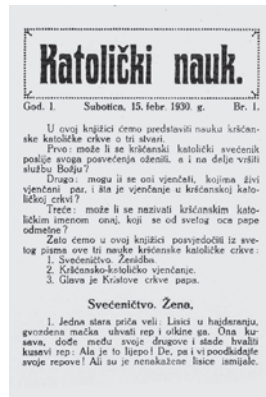 Katolički nauk.
God. I. Subotica, 15. febr. 1930. g. Br. 1.
U ovoj knjižici ćemo predstaviti nauku kršćan-
ske katoličke crkve o tri stvari.
Prvo: može li se kršćanski katolički svećenik
poslije svoga posvećenja oženiti, a i na delje vršiti
službu Božju?
Drugo: mogu li se oni vjenčati, kojima živi
vjenčani par, i šta je vjenčanje u kršćanskoj kato-
ličkoj crkvi?
Treće: može li se nazivati kršćanskim kato-
ličkim imenom onaj, koji se od svetog oca pape
odmetne?
Zato ćemo u ovoj knjižici posvjedočiti iz sve-
tog pisma ove tri nauke kršćanske katoličke crkve:
1. Svećeničtvo. Ženidba.
2. Kršćansko-katoličko vjenčanje.
3. Glava je Kristove crkve papa.
Svećeničtvo. Žena.
1. Jedna stara priča veli: Lisici u hajdaranju,
gvozdena mačka uhvati rep i otkine ga. Ona ku-
sava, dođe među svoje drugove i stade hvaliti
kusavi rep: Ala je to lijepo! De, pa i vi poodkidajte
svoje repove! Ali su je nenakažene lisice ismijale.